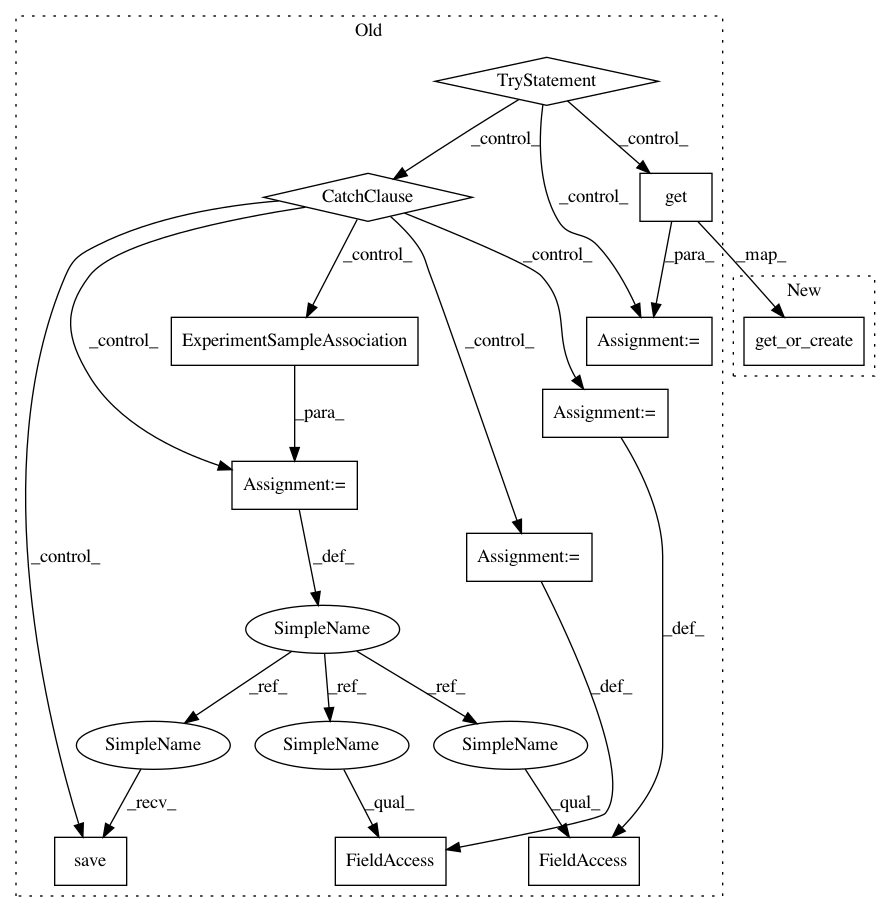 Old
TryStatement
_control_
_control_
CatchClause
_control_
get
_control_
_control_
_para_
_map_
New
_control_
ExperimentSampleAssociation
_control_
Assignment:=
get_or_create
_para_
Assignment:=
Assignment:=
_control_
_def_
Assignment:=
_def_
SimpleName
_ref_
_ref_
_ref_
_def_
SimpleName
SimpleName
SimpleName
_recv_
_qual_
_qual_
save
FieldAccess
FieldAccess